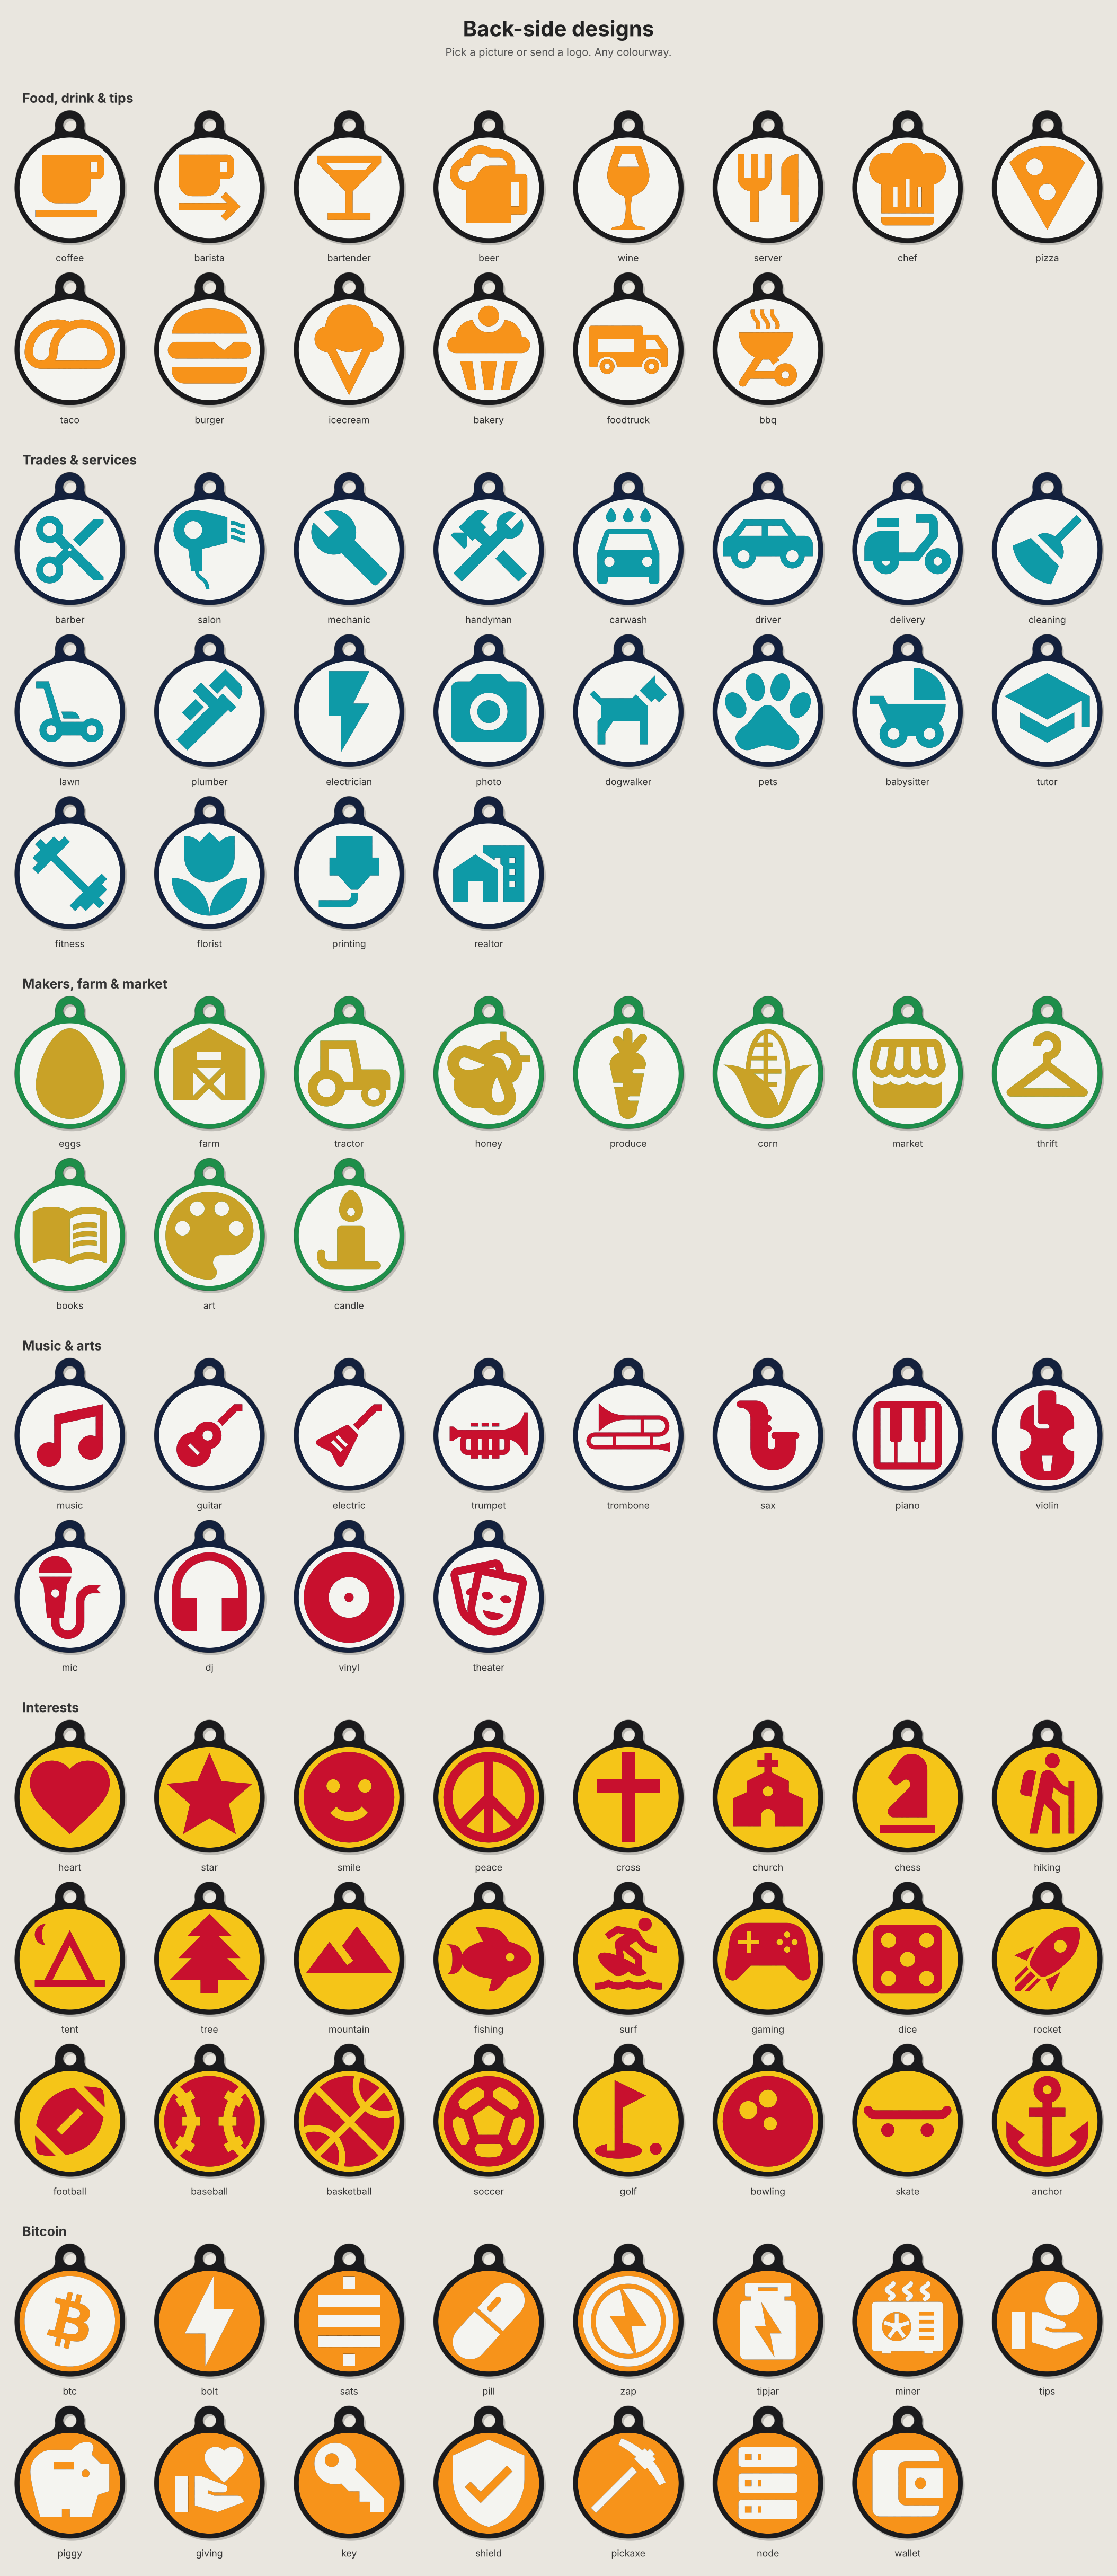 Back-side designs
Pick a picture or send a logo. Any colourway.
Food, drink & tips
coffee barista bartender beer wine server chef pizza
taco burger icecream bakery foodtruck bbq
Trades & services
barber salon mechanic handyman carwash driver delivery cleaning
lawn plumber electrician photo dogwalker pets babysitter tutor
fitness florist printing realtor
Makers, farm & market
eggs farm tractor honey produce corn market thrift
books art candle
Music & arts
music guitar electric trumpet trombone sax piano violin
mic dj vinyl theater
Interests
heart star smile peace cross church chess hiking
tent tree mountain fishing surf gaming dice rocket
football baseball basketball soccer golf bowling skate anchor
Bitcoin
btc bolt sats pill zap tipjar miner tips
piggy giving key shield pickaxe node wallet